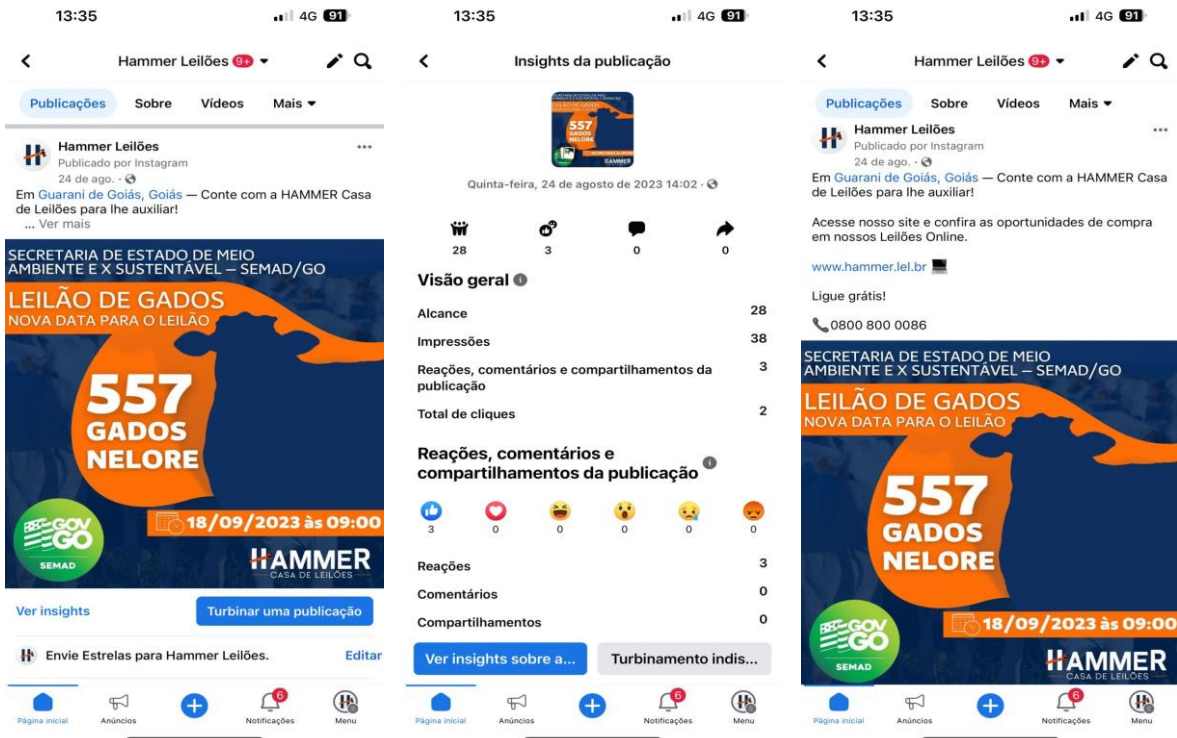 13:35
4G 91
Hammer Leilões 9+
Publicações Sobre Vídeos Mais
Hammer Leilões
Publicado por Instagram
24 de ago. ·
Em Guarani de Goiás, Goiás — Conte com a HAMMER Casa
de Leilões para lhe auxiliar!
... Ver mais
SECRETARIA DE ESTADO DE MEIO
AMBIENTE E X SUSTENTÁVEL – SEMAD/GO
LEILÃO DE GADOS
NOVA DATA PARA O LEILÃO
557
GADOS
NELORE
GOV
GO
SEMAD
18/09/2023 às 09:00
HAMMER
CASA DE LEILÕES
Ver insights
Turbinar uma publicação
Envie Estrelas para Hammer Leilões. Editar
6
Página inicial Anúncios Notificações Menu
13:35
4G 91
Insights da publicação
557
GADOS
NELORE
HAMMER
Quinta-feira, 24 de agosto de 2023 14:02 ·
28 3 0 0
Visão geral
Alcance 28
Impressões 38
Reações, comentários e compartilhamentos da 3
publicação
Total de cliques 2
Reações, comentários e
compartilhamentos da publicação
3 0 0 0 0 0
Reações 3
Comentários 0
Compartilhamentos 0
Ver insights sobre a...
Turbinamento indis...
6
Página inicial Anúncios Notificações Menu
13:35
4G 91
Hammer Leilões 9+
Publicações Sobre Vídeos Mais
Hammer Leilões
Publicado por Instagram
24 de ago. ·
Em Guarani de Goiás, Goiás — Conte com a HAMMER Casa
de Leilões para lhe auxiliar!
Acesse nosso site e confira as oportunidades de compra
em nossos Leilões Online.
www.hammer.lel.br
Ligue grátis!
0800 800 0086
SECRETARIA DE ESTADO DE MEIO
AMBIENTE E X SUSTENTÁVEL – SEMAD/GO
LEILÃO DE GADOS
NOVA DATA PARA O LEILÃO
557
GADOS
NELORE
GOV
GO
SEMAD
18/09/2023 às 09:00
HAMMER
CASA DE LEILÕES
6
Página inicial Anúncios Notificações Menu